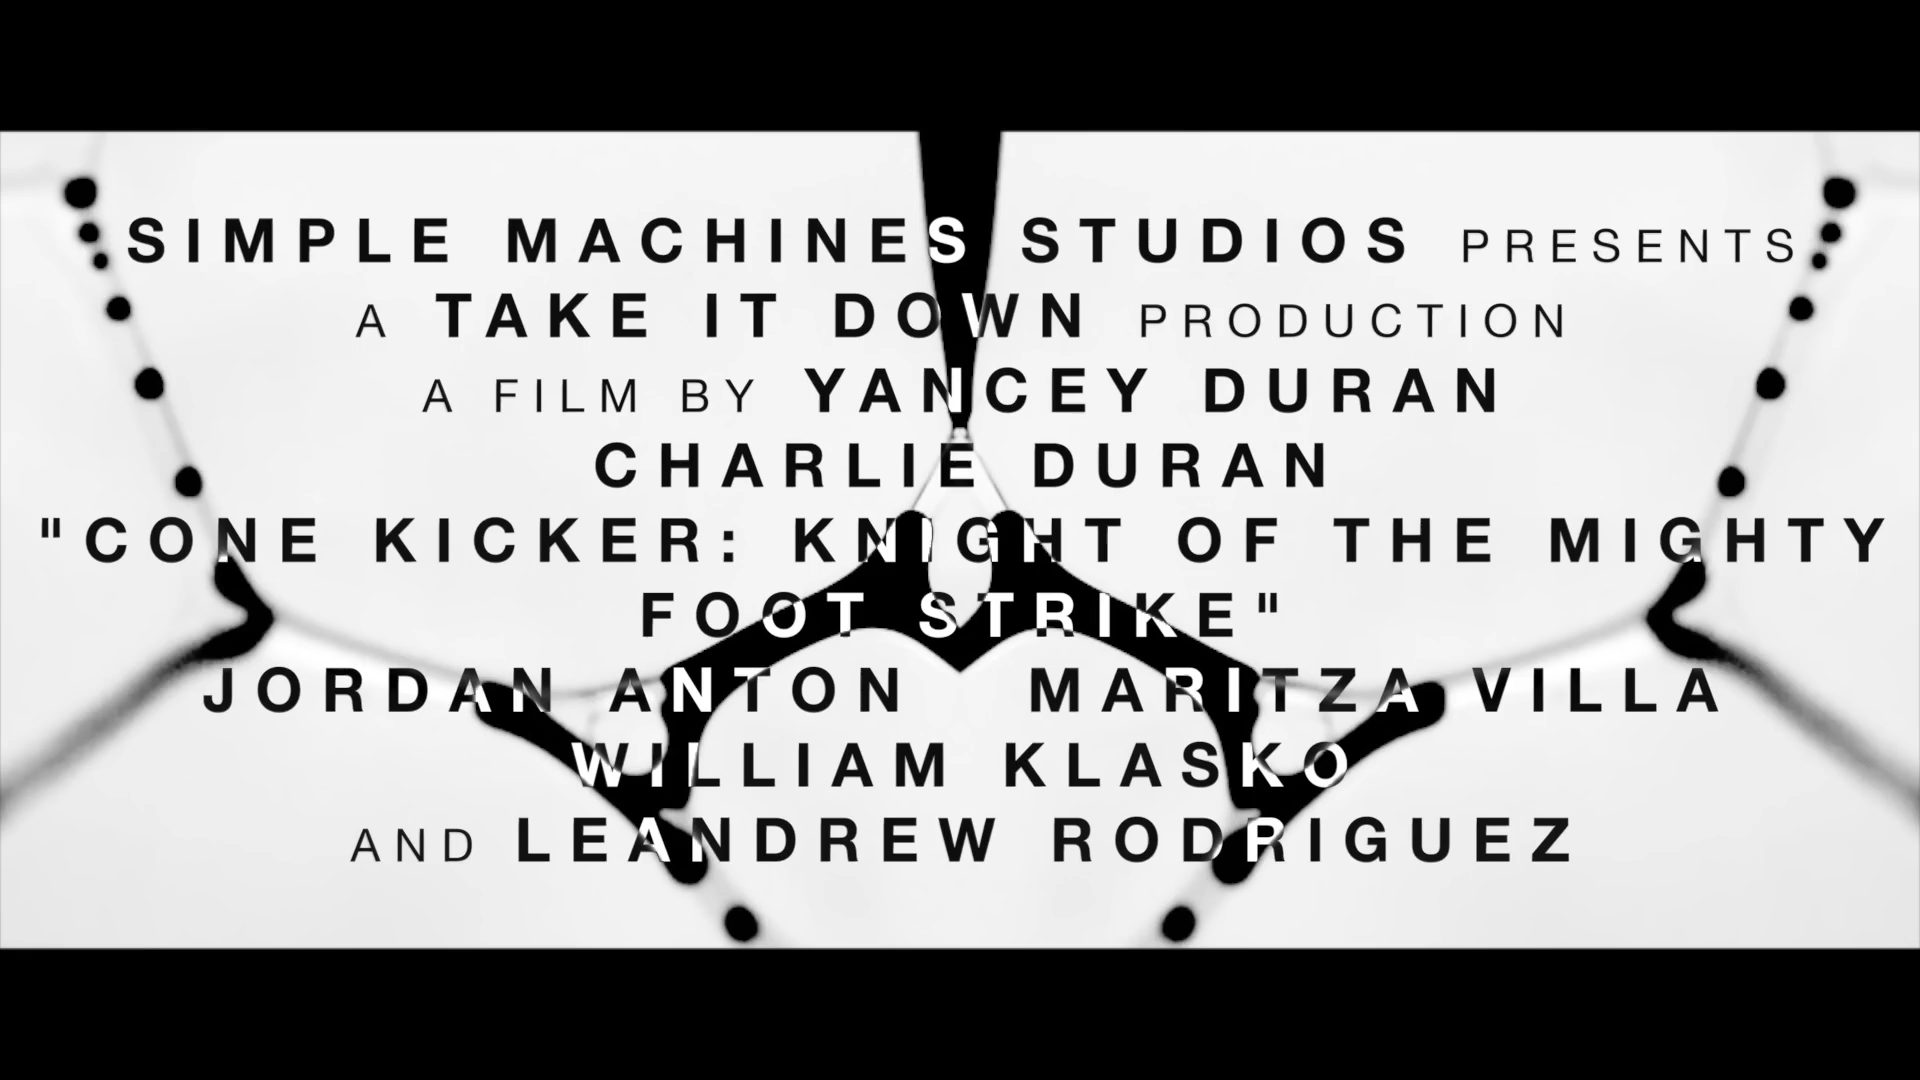 SIMPLE MACHINES STUDIOS PRESENTS
A TAKE IT DOWN PRODUCTION
A FILM BY YANCEY DURAN
CHARLIE DURAN
"CONE KICKER: KNIGHT OF THE MIGHTY
FOOT STRIKE"
JORDAN ANTON MARITZA VILLA
WILLIAM KLASKO
AND LEANDREW RODRIGUEZ